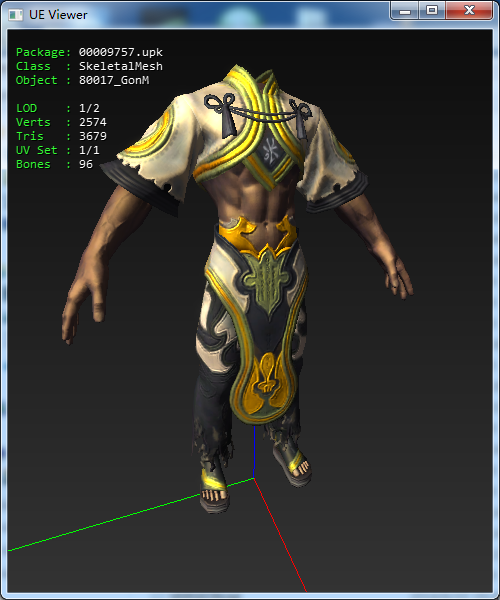 UE Viewer
Package: 00009757.upk
Class  : SkeletalMesh
Object : 80017_GonM
LOD    : 1/2
Verts  : 2574
Tris   : 3679
UV Set : 1/1
Bones  : 96